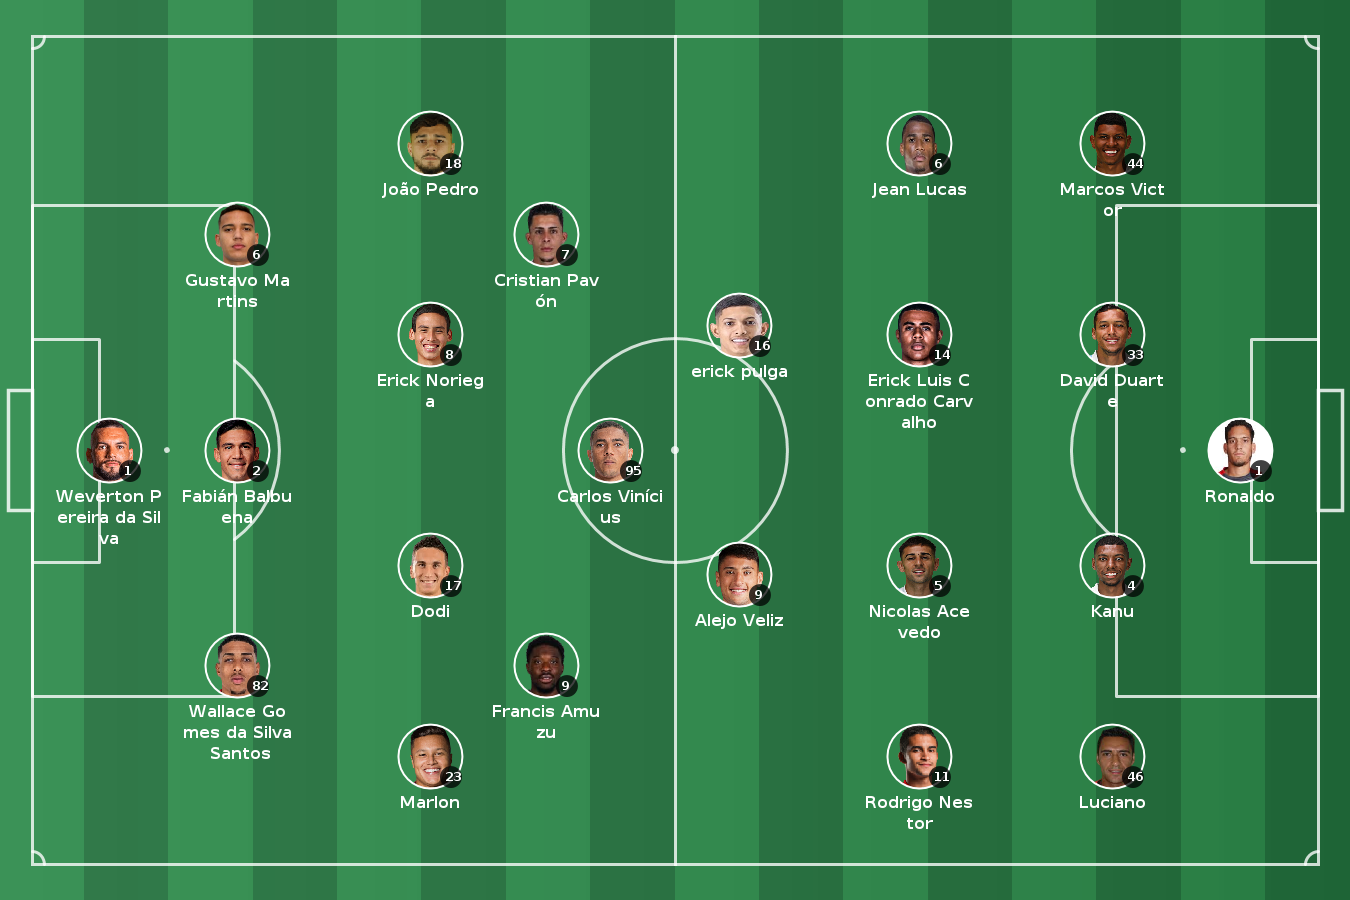 18
João Pedro
6
Jean Lucas
44
Marcos Vict
or
6
Gustavo Ma
rtins
7
Cristian Pav
ón
8
Erick Norieg
a
16
erick pulga
14
Erick Luis C
onrado Carv
alho
33
David Duart
e
1
Weverton P
ereira da Sil
va
2
Fabián Balbu
ena
95
Carlos Viníci
us
1
Ronaldo
17
Dodi
9
Alejo Veliz
5
Nicolas Ace
vedo
4
Kanu
82
Wallace Go
mes da Silva
Santos
9
Francis Amu
zu
23
Marlon
11
Rodrigo Nes
tor
46
Luciano